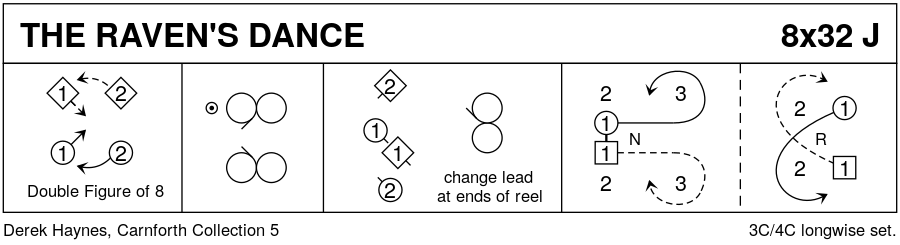 THE RAVEN'S DANCE 8x32 J
1 2
1 2
Double Figure of 8
2
1
1
2
change lead
at ends of reel
2 3
1
N
1
2 3
2 1
R
2 1
Derek Haynes, Carnforth Collection 5 3C/4C longwise set.